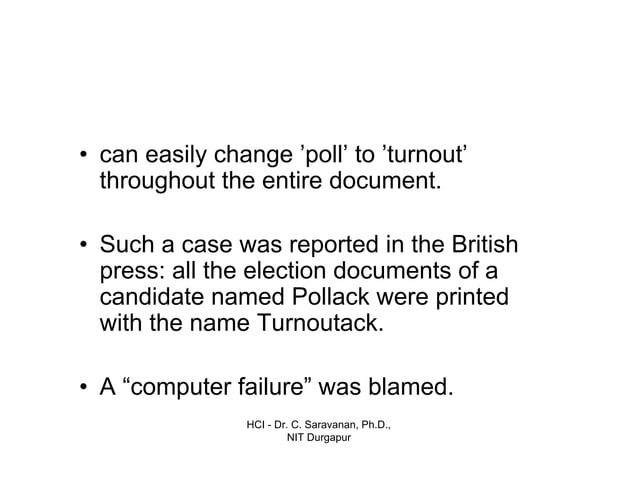 • can easily change ’poll’ to ’turnout’
throughout the entire document.
• Such a case was reported in the British
press: all the election documents of a
candidate named Pollack were printed
with the name Turnoutack.
• A “computer failure” was blamed.
HCI - Dr. C. Saravanan, Ph.D.,
NIT Durgapur